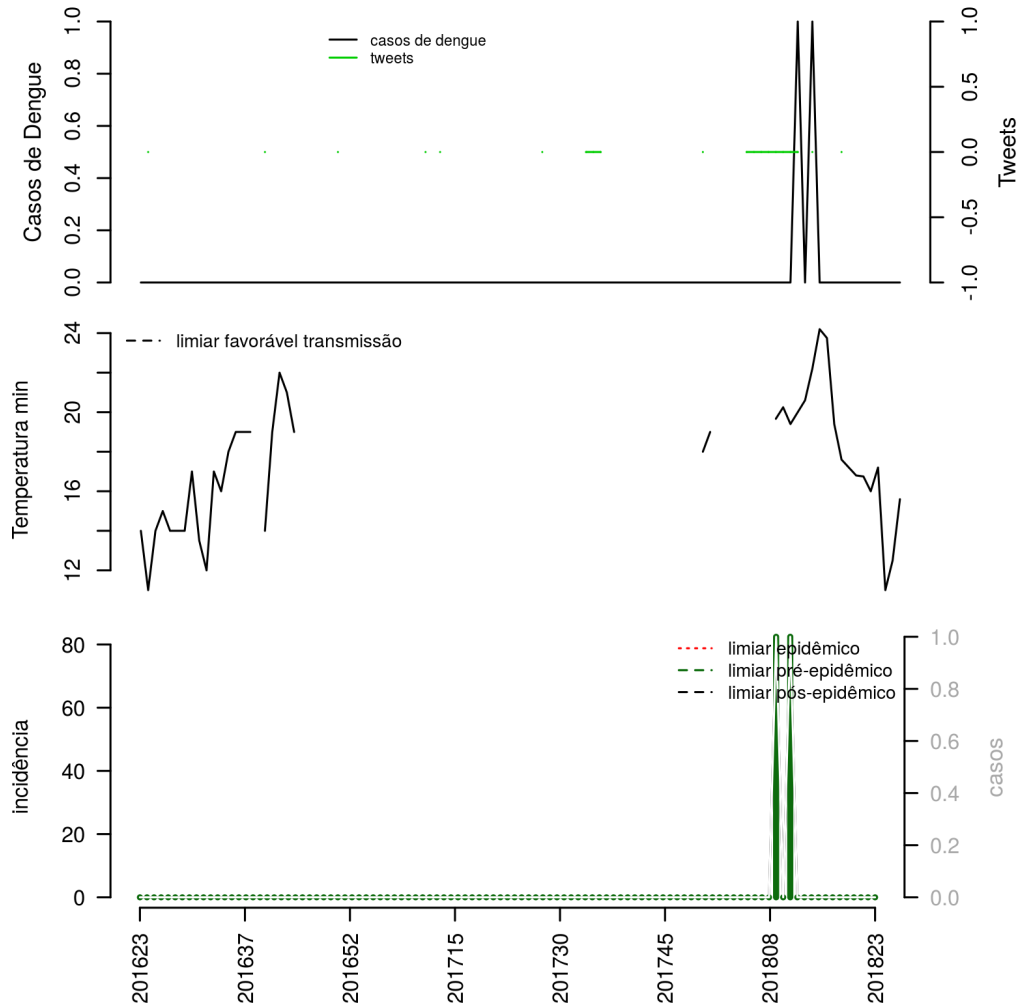 casos de dengue
tweets
Casos de Dengue
0.0 0.2 0.4 0.6 0.8 1.0
Tweets
-1.0 -0.5 0.0 0.5 1.0
limiar favorável transmissão
Temperatura min
12 16 20 24
limiar epidêmico
limiar pré-epidêmico
limiar pós-epidêmico
incidência
80
60
40
20
0
casos
1.0
0.8
0.6
0.4
0.2
0.0
201623 201637 201652 201715 201730 201745 201808 201823